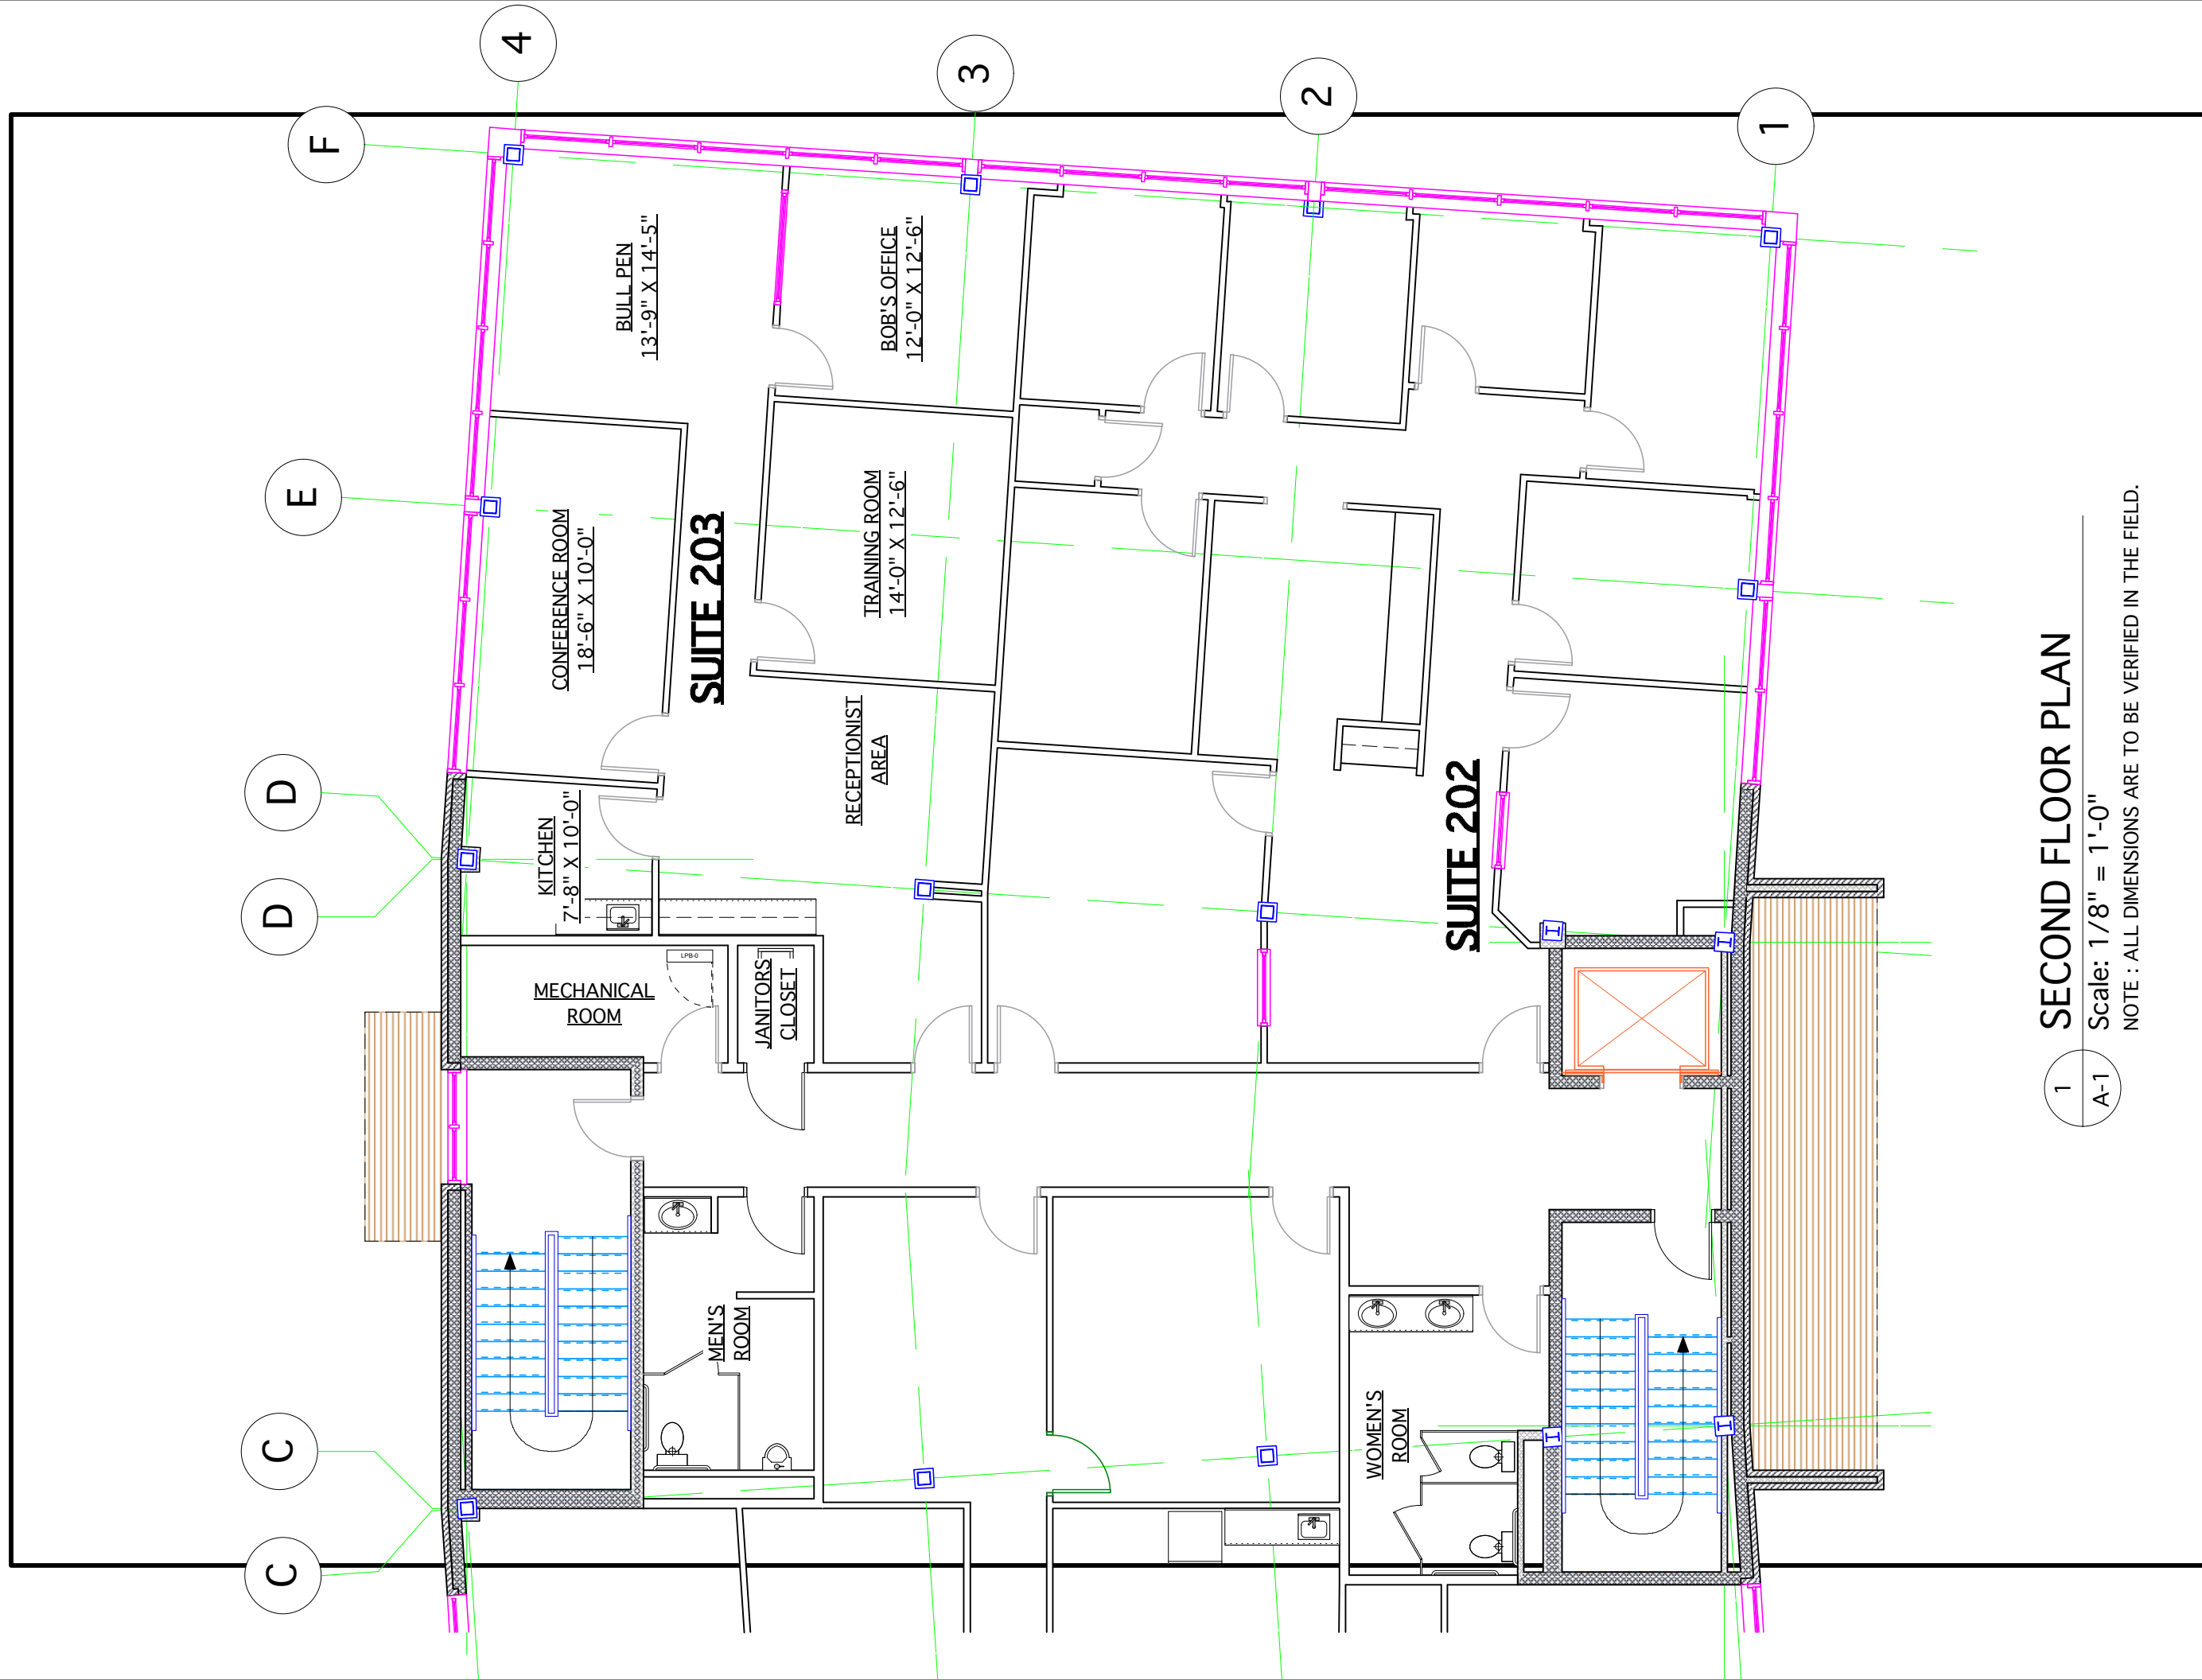 4
3
2
1
F
E
D
D
C
C
BULL PEN
13'-9" X 14'-5"
BOB'S OFFICE
12'-0" X 12'-6"
CONFERENCE ROOM
18'-6" X 10'-0"
SUITE 203
TRAINING ROOM
14'-0" X 12'-6"
RECEPTIONIST
AREA
KITCHEN
7'-8" X 10'-0"
SUITE 202
MECHANICAL
ROOM
LPB-0
JANITORS
CLOSET
MEN'S
ROOM
WOMEN'S
ROOM
1
A-1
SECOND FLOOR PLAN
Scale: 1/8" = 1'-0"
NOTE : ALL DIMENSIONS ARE TO BE VERIFIED IN THE FIELD.